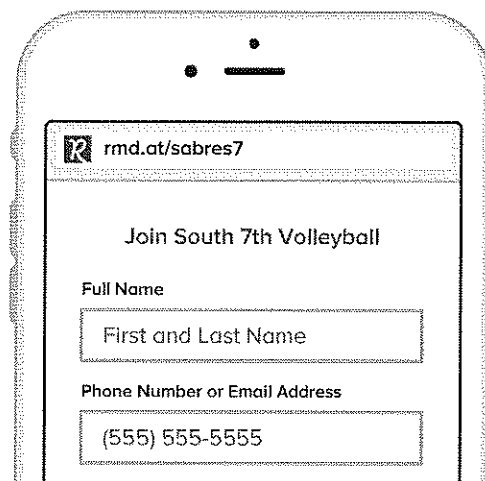 R rmd.at/sabres7
Join South 7th Volleyball
Full Name
First and Last Name
Phone Number or Email Address
(555) 555-5555